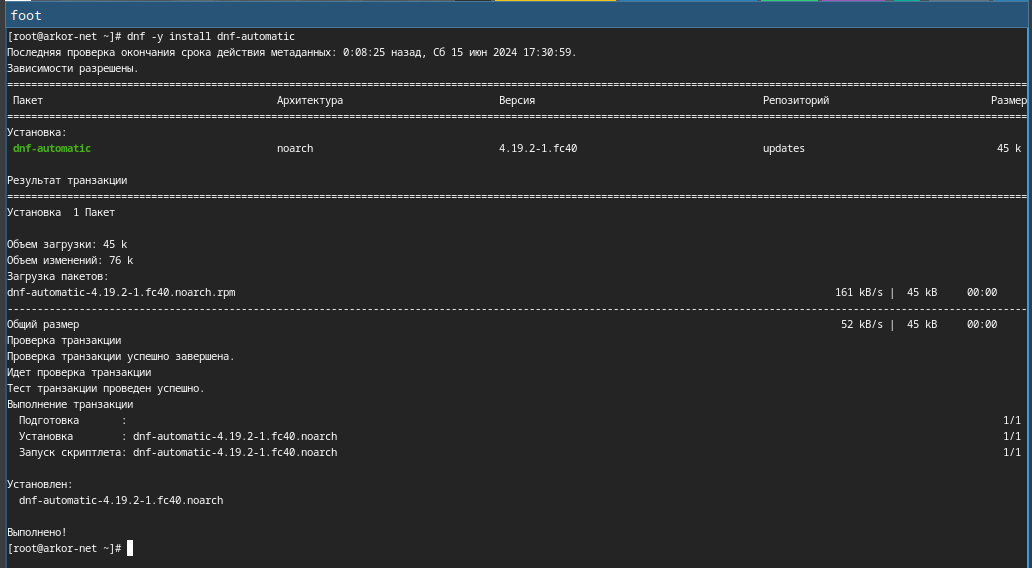 foot
[root@arkor-net ~]# dnf -y install dnf-automatic
Последняя проверка окончания срока действия метаданных: 0:08:25 назад, Сб 15 июн 2024 17:30:59.
Зависимости разрешены.
Пакет Архитектура Версия Репозиторий Размер
Установка:
dnf-automatic noarch 4.19.2-1.fc40 updates 45 k
Результат транзакции
Установка 1 Пакет
Объем загрузки: 45 k
Объем изменений: 76 k
Загрузка пакетов:
dnf-automatic-4.19.2-1.fc40.noarch.rpm 161 kB/s | 45 kB 00:00
Общий размер 52 kB/s | 45 kB 00:00
Проверка транзакции
Проверка транзакции успешно завершена.
Идет проверка транзакции
Тест транзакции проведен успешно.
Выполнение транзакции
Подготовка : 1/1
Установка : dnf-automatic-4.19.2-1.fc40.noarch 1/1
Запуск скриптлета: dnf-automatic-4.19.2-1.fc40.noarch 1/1
Установлен:
dnf-automatic-4.19.2-1.fc40.noarch
Выполнено!
[root@arkor-net ~]#